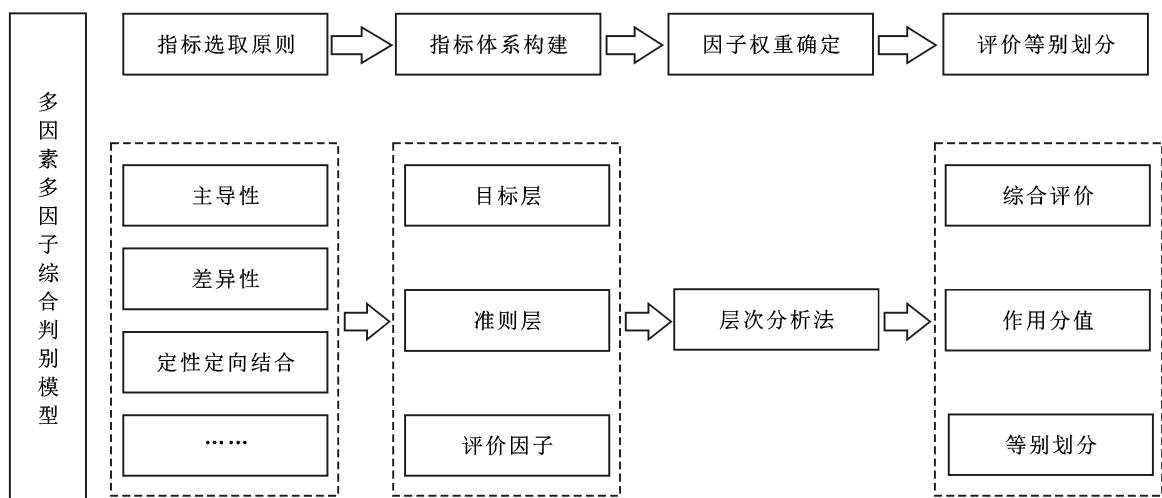 多因素多因子综合判别模型
指标选取原则
指标体系构建
因子权重确定
评价等别划分
主导性
差异性
定性定向结合
……
目标层
准则层
评价因子
层次分析法
综合评价
作用分值
等别划分